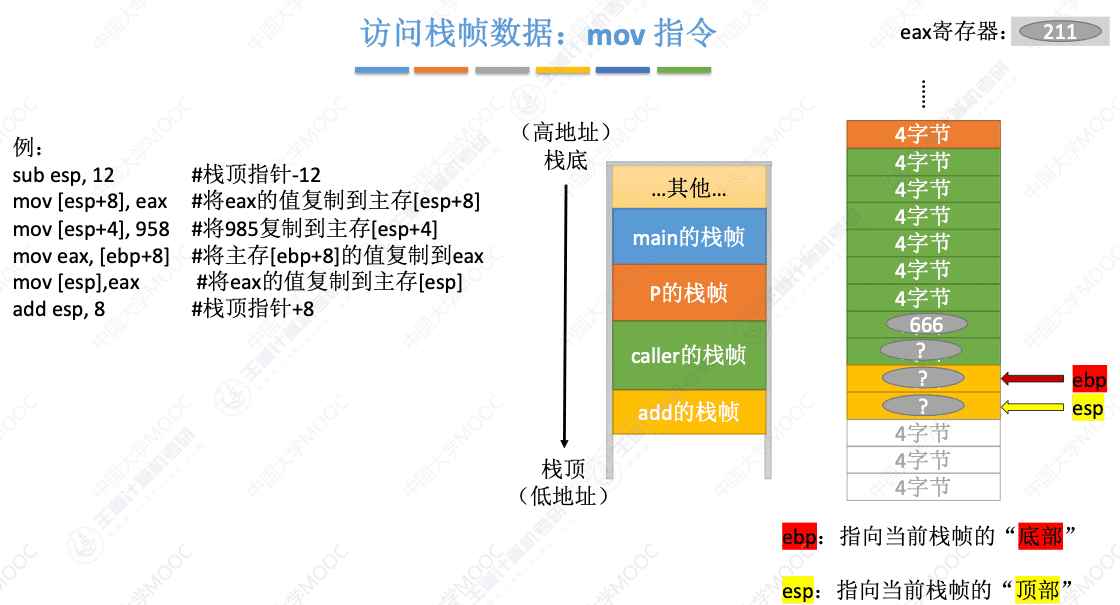 访问栈帧数据：mov 指令
eax寄存器： 211
例：
sub esp, 12 #栈顶指针-12
mov [esp+8], eax #将eax的值复制到主存[esp+8]
mov [esp+4], 958 #将985复制到主存[esp+4]
mov eax, [ebp+8] #将主存[ebp+8]的值复制到eax
mov [esp],eax #将eax的值复制到主存[esp]
add esp, 8 #栈顶指针+8
（高地址）
栈底
栈顶
（低地址）
...其他...
main的栈帧
P的栈帧
caller的栈帧
add的栈帧
4字节
4字节
4字节
4字节
4字节
4字节
4字节
666
?
? ebp
? esp
4字节
4字节
4字节
ebp：指向当前栈帧的“底部”
esp：指向当前栈帧的“顶部”
中国大学MOOC
王道计算机考研